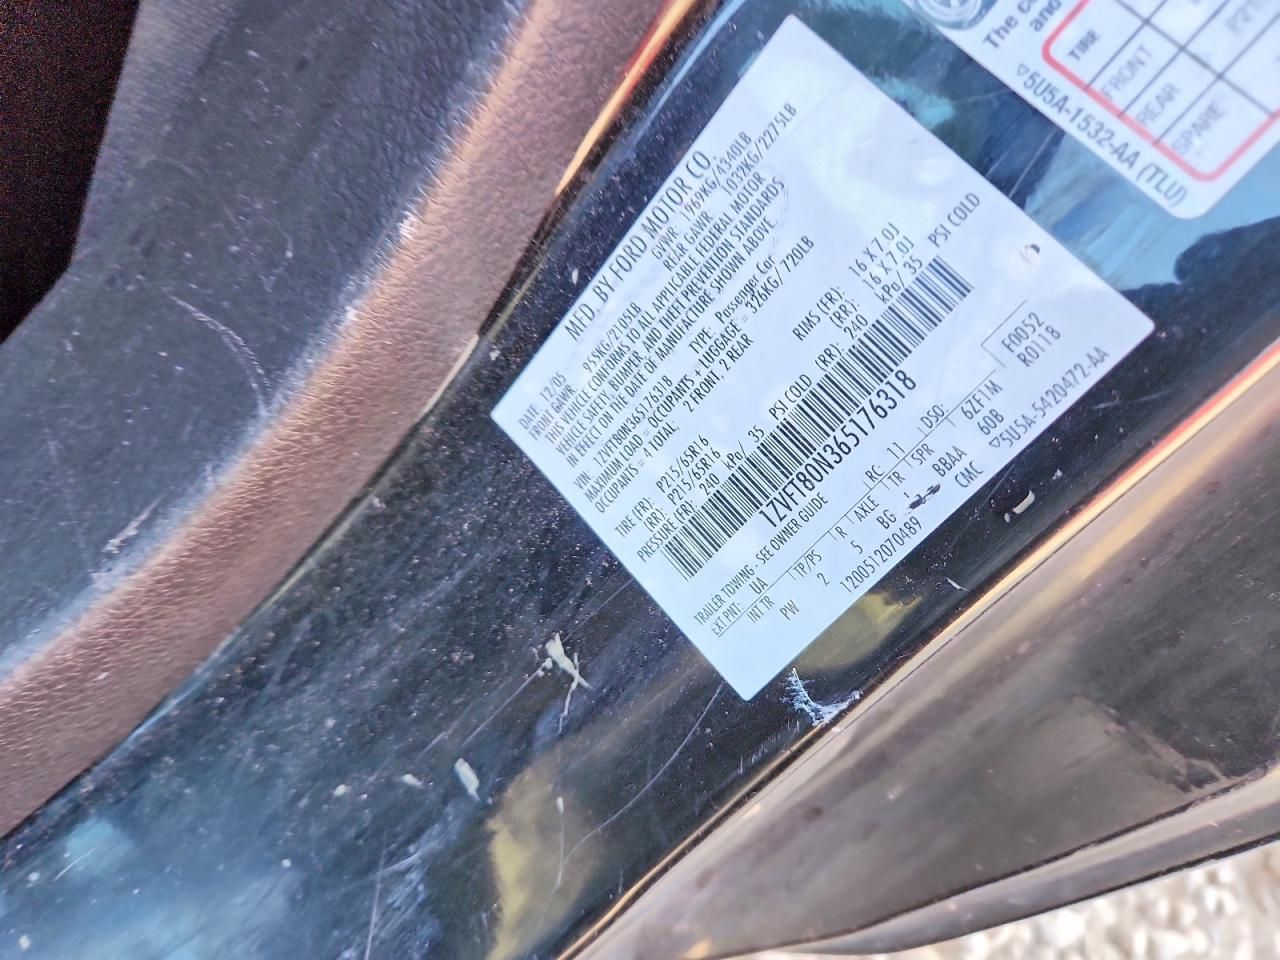 MFD. BY FORD MOTOR CO.
DATE: 12/05 GVWR: 1969KG/4340LB
FRONT GAWR: 955KG/2105LB REAR GAWR: 1032KG/2275LB
THIS VEHICLE CONFORMS TO ALL APPLICABLE FEDERAL MOTOR
VEHICLE SAFETY, BUMPER, AND THEFT PREVENTION STANDARDS
IN EFFECT ON THE DATE OF MANUFACTURE SHOWN ABOVE.
VIN: 1ZVFT80N365176318 TYPE: Passenger Car
MAXIMUM LOAD = OCCUPANTS + LUGGAGE = 326KG/ 720LB
OCCUPANTS = 4 TOTAL: 2 FRONT, 2 REAR
TIRE (FR): P215/65R16 RIMS (FR): 16 X 7.0J
(RR): P215/65R16 (RR): 16 X 7.0J
PRESSURE (FR): 240 kPa/ 35 PSI COLD (RR): 240 kPa/35 PSI COLD
1ZVFT80N365176318
TRAILER TOWING - SEE OWNER GUIDE F0052
EXT PNT: UA RC: 11 DSO: R0118
INT TR TP/PS R AXLE TR SPR 6ZF1M
PW 2 5 BG BBAA 60B
1200512070489 CMC ▽5U5A-5420472-AA
The
and
TIRE
FRONT
REAR
SPARE
▽5U5A-1532-AA (TLU)